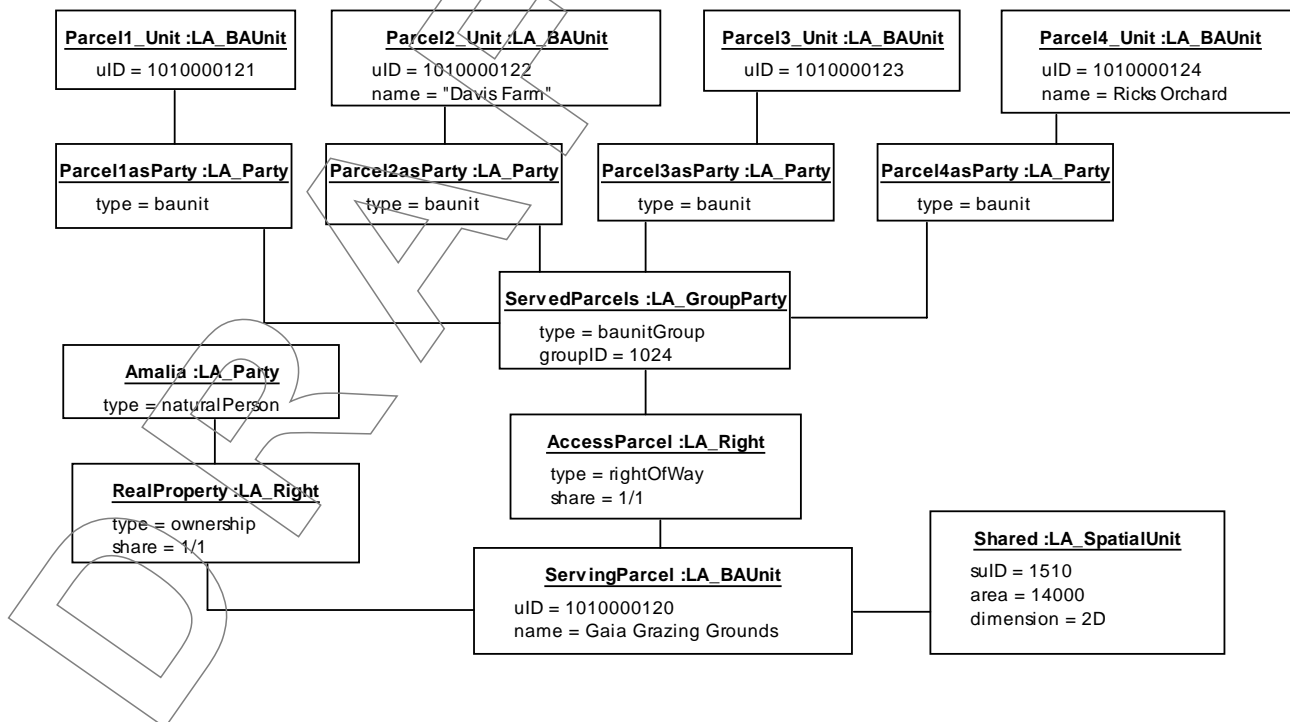 Parcel1_Unit :LA_BAUnit
uID = 1010000121
Parcel2_Unit :LA_BAUnit
uID = 1010000122
name = "Davis Farm"
Parcel3_Unit :LA_BAUnit
uID = 1010000123
Parcel4_Unit :LA_BAUnit
uID = 1010000124
name = Ricks Orchard
Parcel1asParty :LA_Party
type = baunit
Parcel2asParty :LA_Party
type = baunit
Parcel3asParty :LA_Party
type = baunit
Parcel4asParty :LA_Party
type = baunit
ServedParcels :LA_GroupParty
type = baunitGroup
groupID = 1024
Amalia :LA_Party
type = naturalPerson
AccessParcel :LA_Right
type = rightOfWay
share = 1/1
RealProperty :LA_Right
type = ownership
share = 1/1
ServingParcel :LA_BAUnit
uID = 1010000120
name = Gaia Grazing Grounds
Shared :LA_SpatialUnit
suID = 1510
area = 14000
dimension = 2D